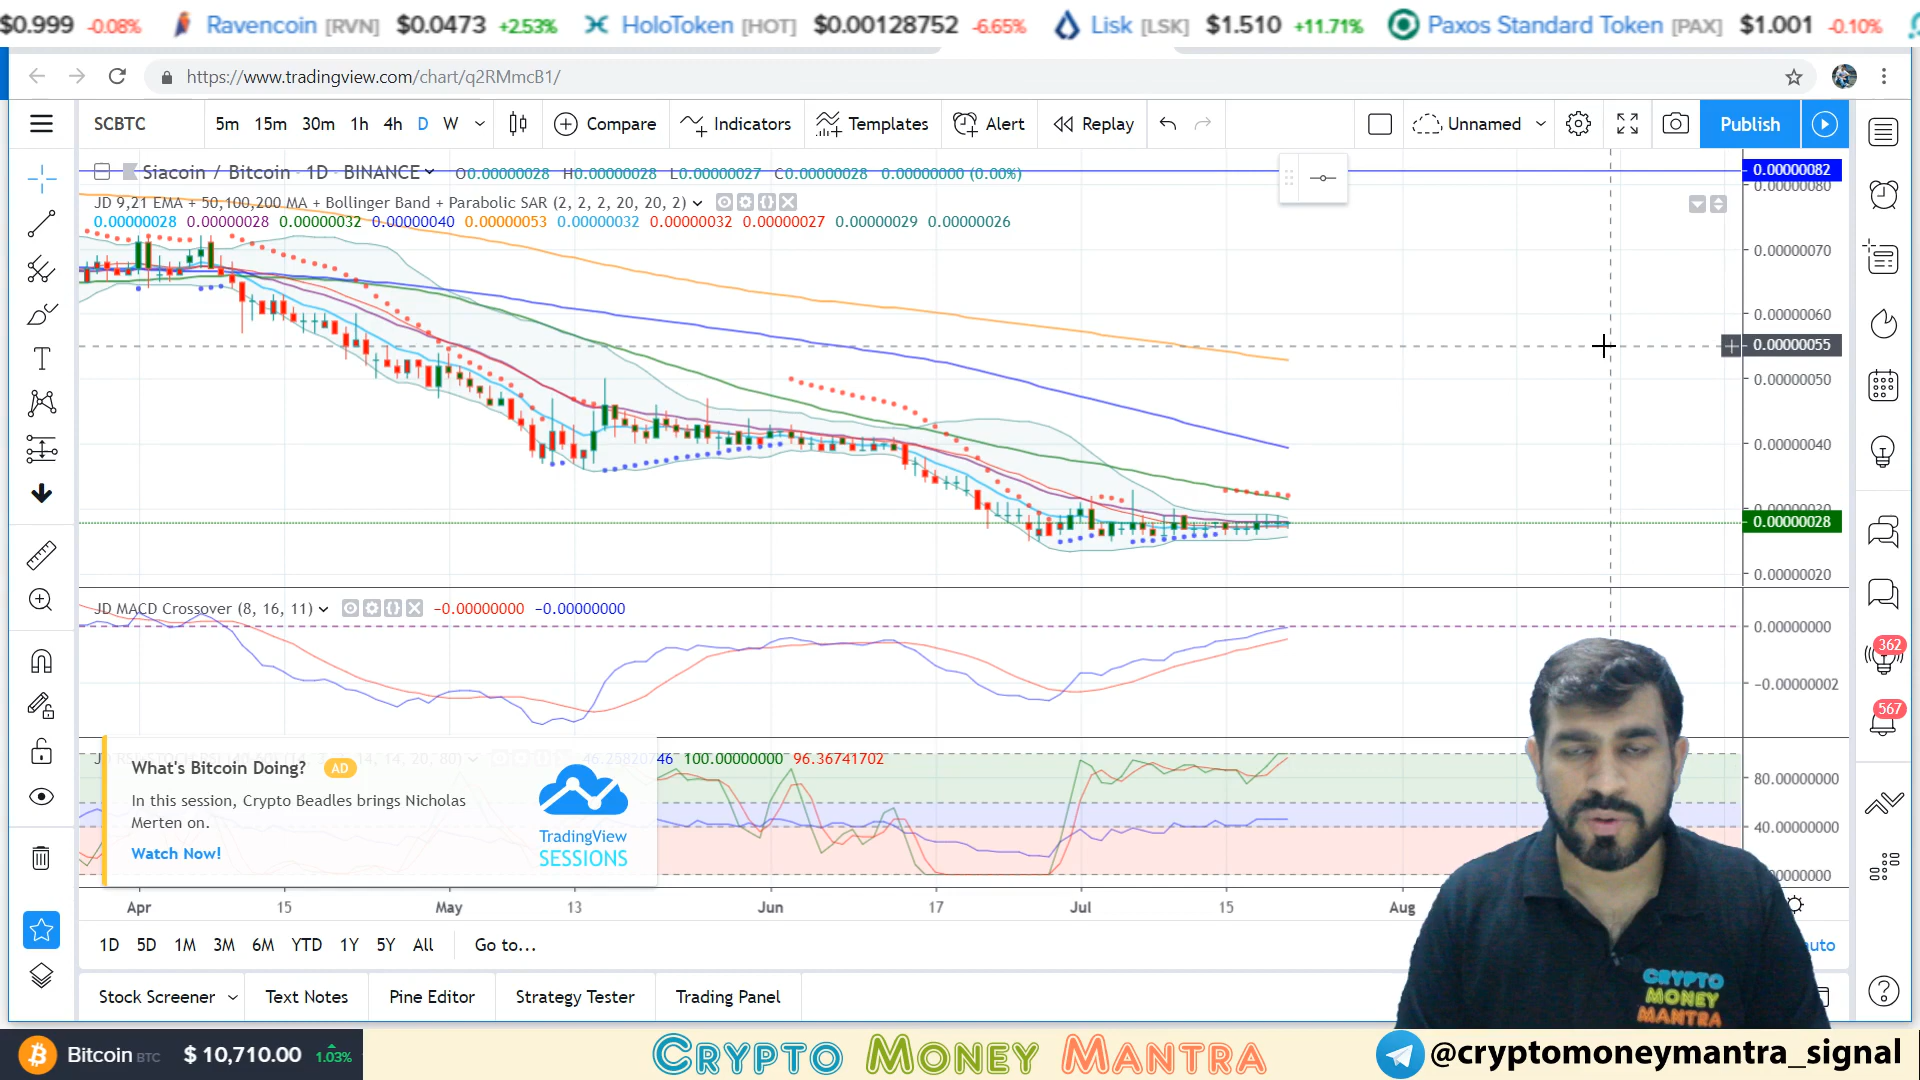 $0.999 -0.08% Ravencoin [RVN] $0.0473 +2.53% HoloToken [HOT] $0.00128752 -6.65% Lisk [LSK] $1.510 +11.71% Paxos Standard Token [PAX] $1.001 -0.10%
https://www.tradingview.com/chart/q2RMmcB1/
SCBTC 5m 15m 30m 1h 4h D W Compare Indicators Templates Alert Replay Unnamed Publish
Siacoin / Bitcoin 1D BINANCE O0.00000028 H0.00000028 L0.00000027 C0.00000028 0.00000000 (0.00%)
0.00000082
0.00000080
JD 9,21 EMA + 50,100,200 MA + Bollinger Band + Parabolic SAR (2, 2, 2, 20, 20, 2)
0.00000028 0.00000028 0.00000032 0.00000040 0.00000053 0.00000032 0.00000032 0.00000027 0.00000029 0.00000026
0.00000070
0.00000060
0.00000055
0.00000050
0.00000040
0.00000028
0.00000020
JD MACD Crossover (8, 16, 11) -0.00000000 -0.00000000
0.00000000
-0.00000002
362
567
100.00000000 96.36741702
80.00000000
40.00000000
What's Bitcoin Doing? AD
In this session, Crypto Beadles brings Nicholas
Merten on.
Watch Now!
TradingView
SESSIONS
Apr 15 May 13 Jun 17 Jul 15 Aug
1D 5D 1M 3M 6M YTD 1Y 5Y All Go to...
auto
Stock Screener Text Notes Pine Editor Strategy Tester Trading Panel
CRYPTO
MONEY
MANTRA
Bitcoin BTC $ 10,710.00 1.03%
CRYPTO MONEY MANTRA
@cryptomoneymantra_signal